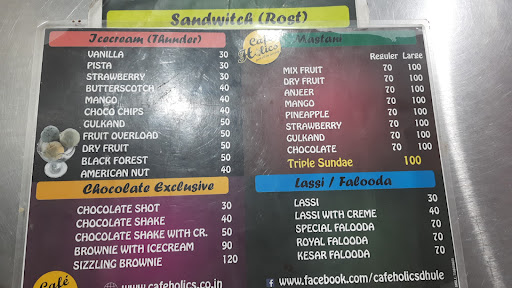 Sandwitch (Rost)
Icecream (Thunder)
VANILLA 30
PISTA 30
STRAWBERRY 30
BUTTERSCOTCH 40
MANGO 40
CHOCO CHIPS 40
GULKAND 50
FRUIT OVERLOAD 50
DRY FRUIT 50
BLACK FOREST 50
AMERICAN NUT 40
Chocolate Exclusive
CHOCOLATE SHOT 30
CHOCOLATE SHAKE 40
CHOCOLATE SHAKE WITH CR. 50
BROWNIE WITH ICECREAM 90
SIZZLING BROWNIE 120
Café
www.cafeholics.co.in
Café Holics
Mastani
Reguler Large
MIX FRUIT 70 100
DRY FRUIT 70 100
ANJEER 70 100
MANGO 70 100
PINEAPPLE 70 100
STRAWBERRY 70 100
GULKAND 70 100
CHOCOLATE 70 100
Triple Sundae 100
Lassi / Falooda
LASSI 30
LASSI WITH CREME 40
SPECIAL FALOODA 70
ROYAL FALOODA 70
KESAR FALOODA 70
f www.facebook.com/cafeholicsdhule